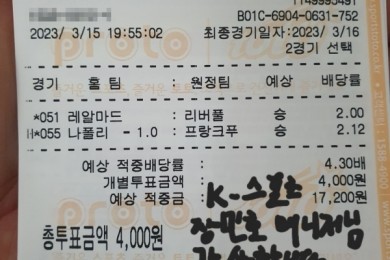 B01C-6904-0631-752
2023/ 3/15 19:55:02 최종경기일자:2023/ 3/16
2경기 선택
proto
경기 홈 팀 : 원정팀 예상 배당률
*051 레알마드 : 리버풀 승 2.00
H*055 나폴리 - 1.0 : 프랑크푸 승 2.12
예상 적중배당률 : 4.30배
개별투표금액 : 4,000원
예상 적중금 : 17,200원
총투표금액 4,000원
K-스포츠
장민호 매니저님